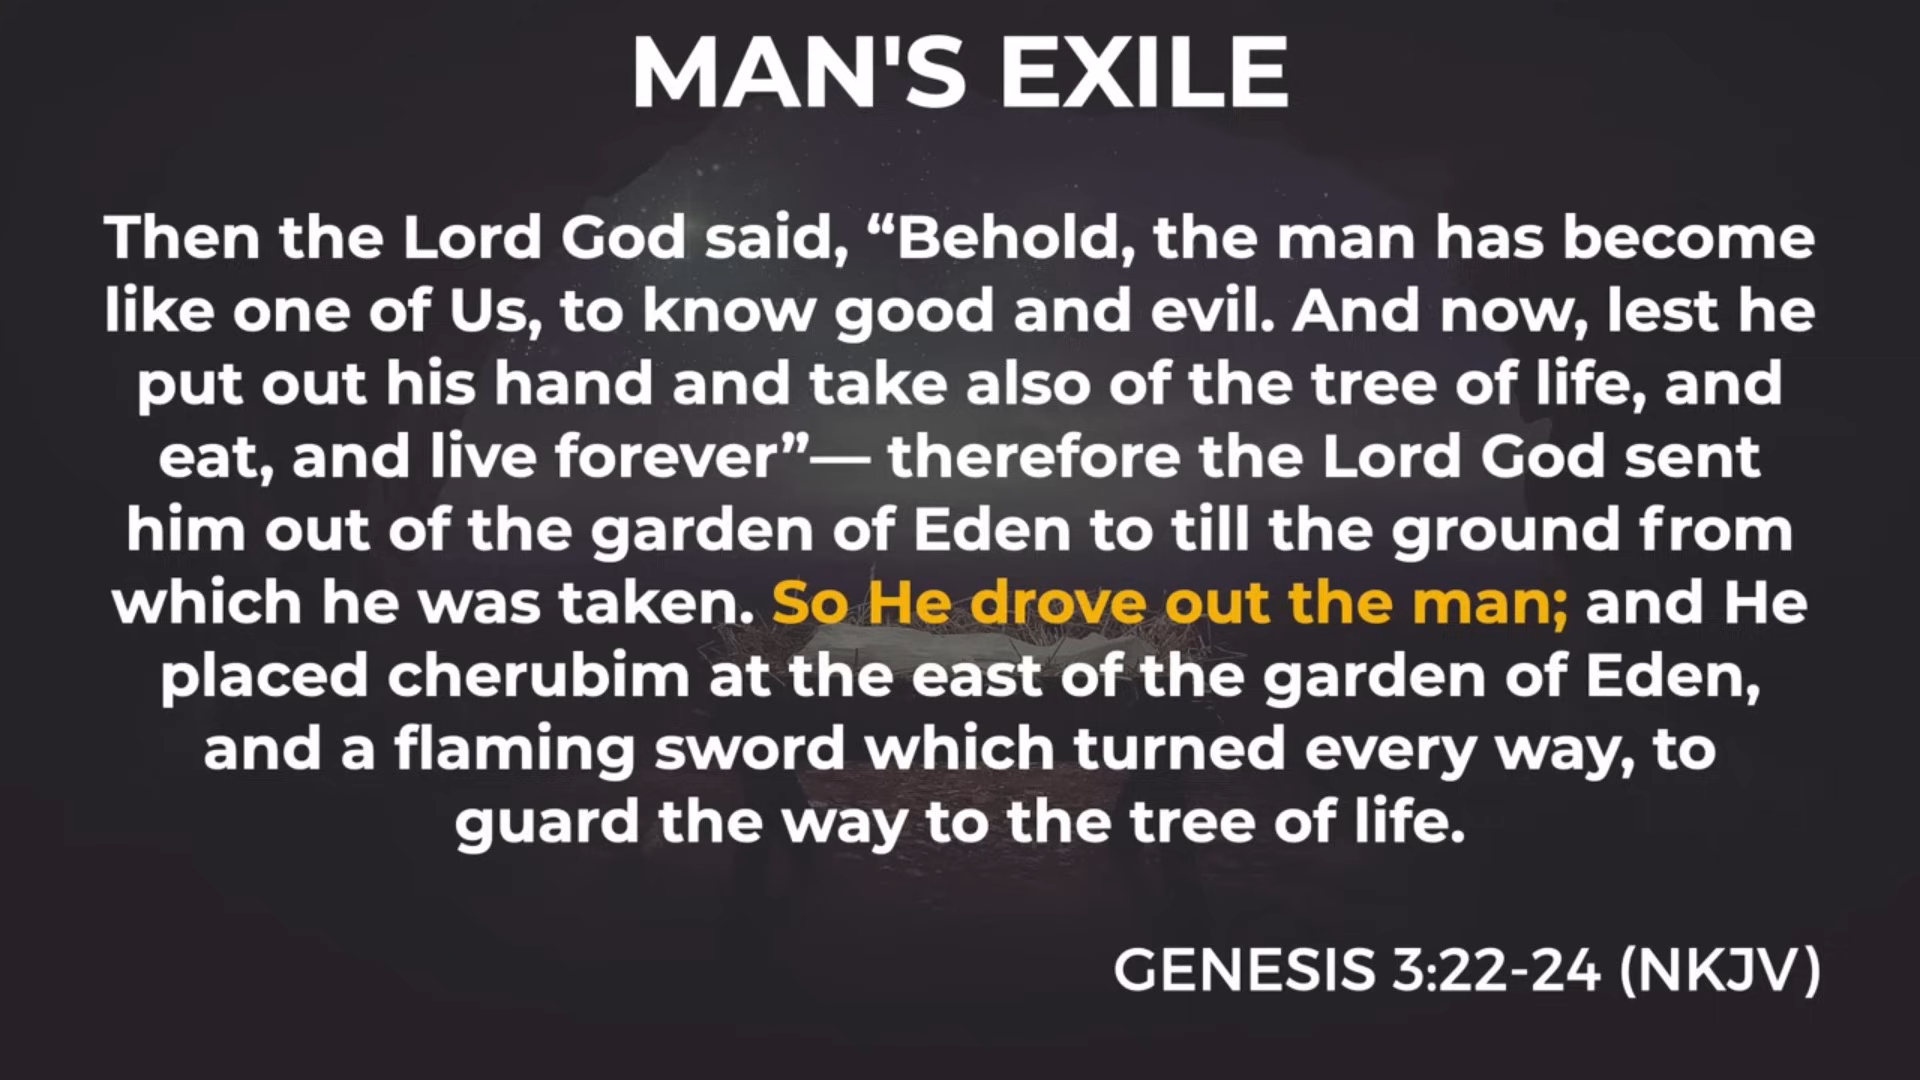 MAN'S EXILE
Then the Lord God said, “Behold, the man has become
like one of Us, to know good and evil. And now, lest he
put out his hand and take also of the tree of life, and
eat, and live forever”— therefore the Lord God sent
him out of the garden of Eden to till the ground from
which he was taken. So He drove out the man; and He
placed cherubim at the east of the garden of Eden,
and a flaming sword which turned every way, to
guard the way to the tree of life.
GENESIS 3:22-24 (NKJV)